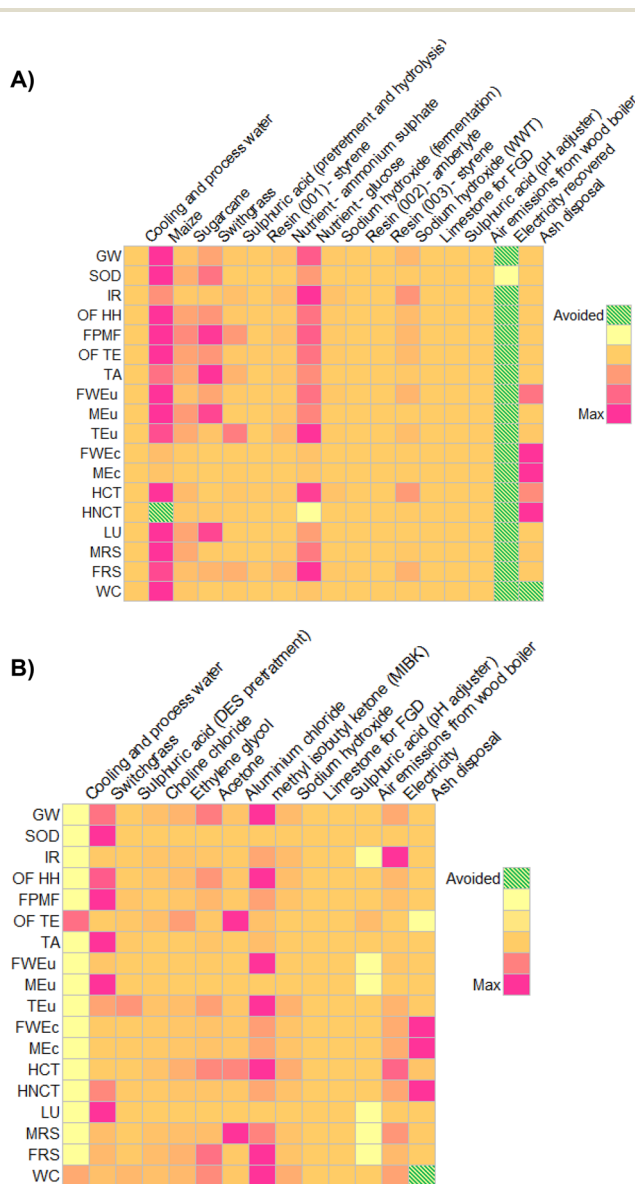 A)
Cooling and process water
Maize
Sugarcane
Swithgrass
Sulphuric acid (pretreatment and hydrolysis)
Resin (001)- styrene
Nutrient- ammonium sulphate
Nutrient- glucose
Sodium hydroxide (fermentation)
Resin (002)- amberlyte
Resin (003)- styrene
Sodium hydroxide (WWT)
Limestone for FGD
Sulphuric acid (pH adjuster)
Air emissions from wood boiler
Electricity recovered
Ash disposal
GW
SOD
IR
OF HH
FPMF
OF TE
TA
FWEu
MEu
TEu
FWEc
MEc
HCT
HNCT
LU
MRS
FRS
WC
Avoided
Max
B)
Cooling and process water
Switchgrass
Sulphuric acid (DES pretreatment)
Choline chloride
Ethylene glycol
Acetone
Aluminium chloride
methyl isobutyl ketone (MIBK)
Sodium hydroxide
Limestone for FGD
Sulphuric acid (pH adjuster)
Air emissions from wood boiler
Electricity
Ash disposal
GW
SOD
IR
OF HH
FPMF
OF TE
TA
FWEu
MEu
TEu
FWEc
MEc
HCT
HNCT
LU
MRS
FRS
WC
Avoided
Max